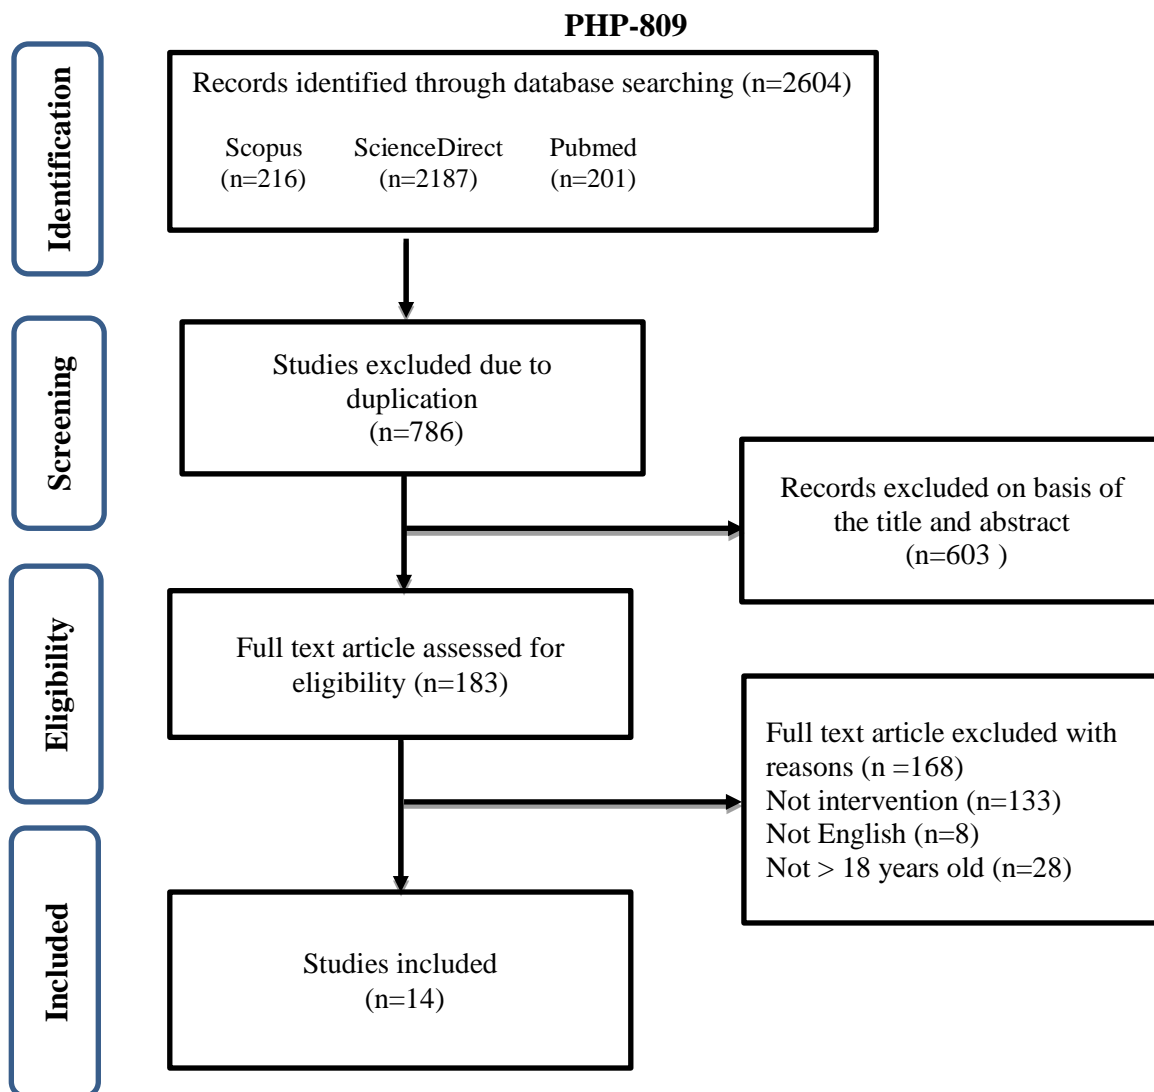 PHP-809
Identification
Records identified through database searching (n=2604)
Scopus ScienceDirect Pubmed
(n=216) (n=2187) (n=201)
Screening
Studies excluded due to
duplication
(n=786)
Records excluded on basis of
the title and abstract
(n=603 )
Eligibility
Full text article assessed for
eligibility (n=183)
Full text article excluded with
reasons (n =168)
Not intervention (n=133)
Not English (n=8)
Not > 18 years old (n=28)
Included
Studies included
(n=14)